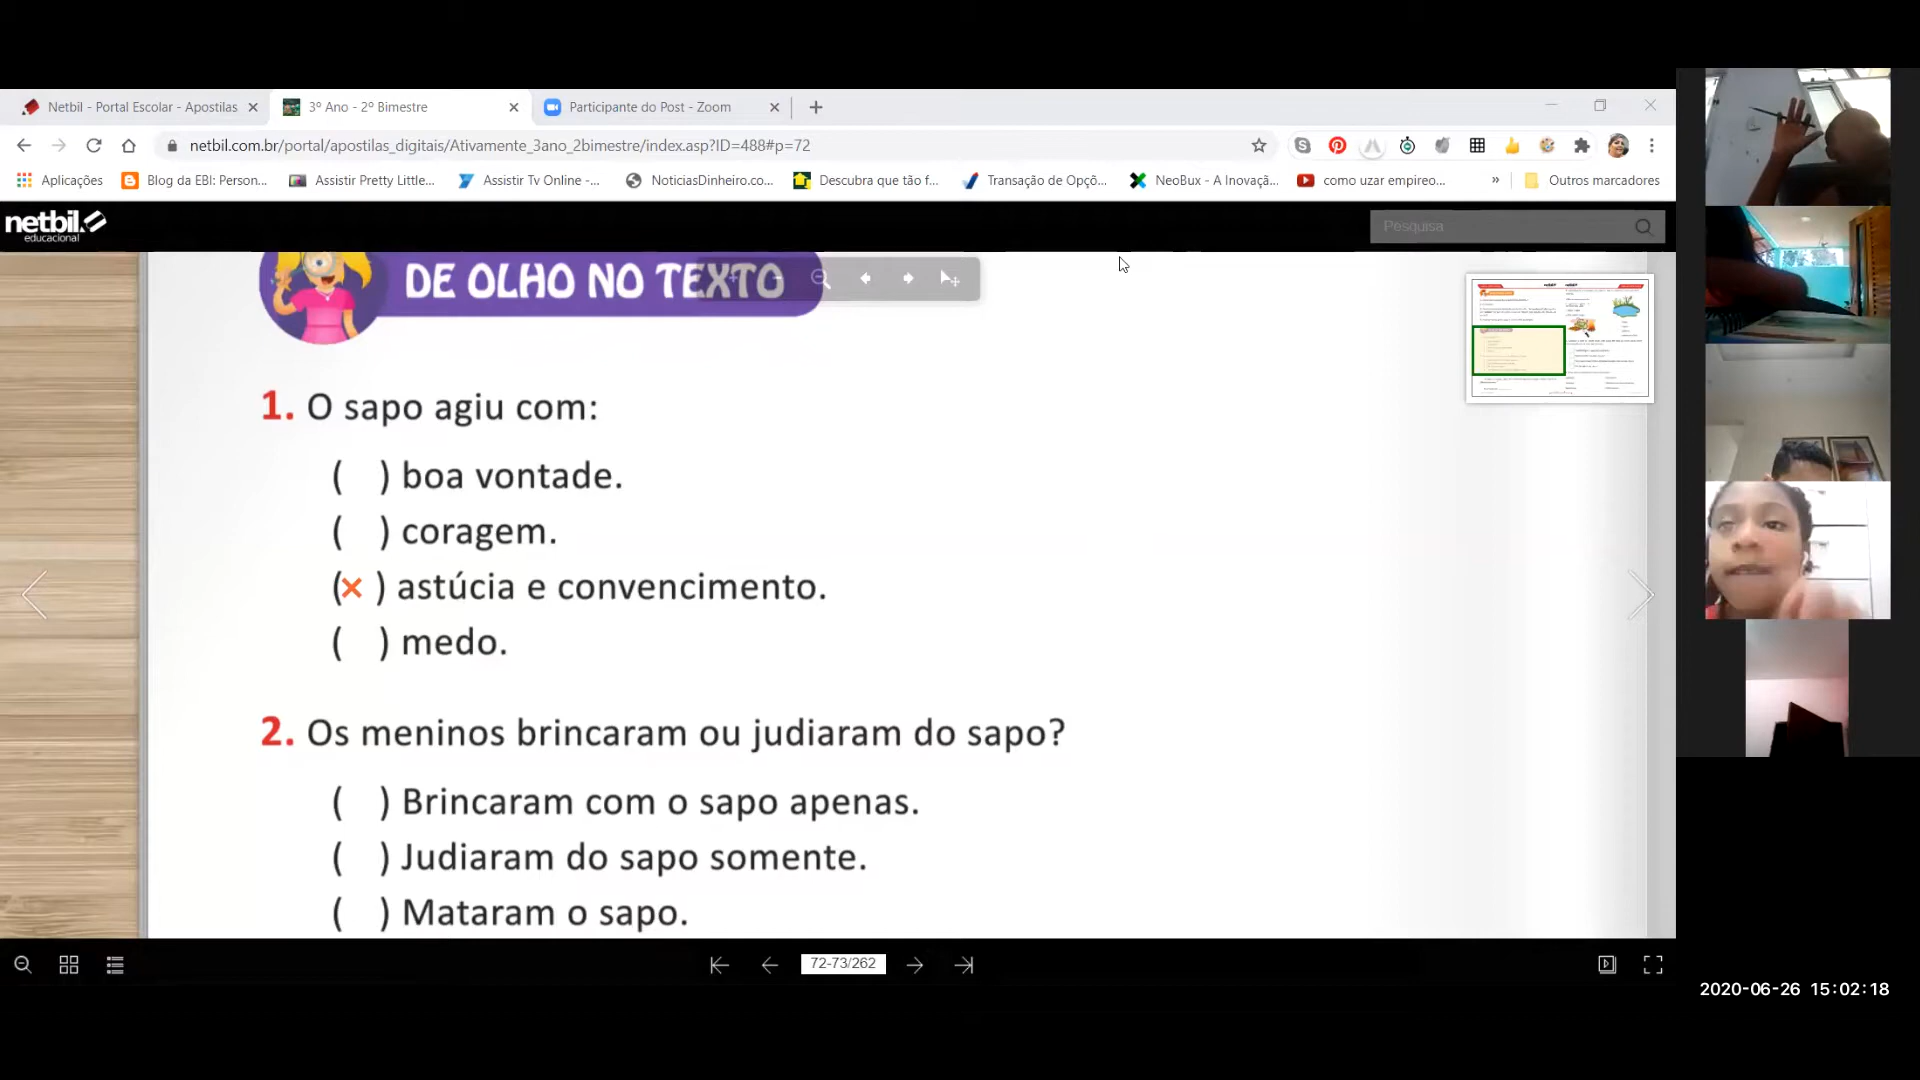 Netbil - Portal Escolar - Apostilas
3º Ano - 2º Bimestre
Participante do Post - Zoom
netbil.com.br/portal/apostilas_digitais/Ativamente_3ano_2bimestre/index.asp?ID=488#p=72
Aplicações
Blog da EBI: Person...
Assistir Pretty Little...
Assistir Tv Online -...
NoticiasDinheiro.co...
Descubra que tão f...
Transação de Opçõ...
NeoBux - A Inovaçã...
como uzar empireo...
»
Outros marcadores
netbil
educacional
Pesquisa
DE OLHO NO TEXTO
1. O sapo agiu com:
( ) boa vontade.
( ) coragem.
(× ) astúcia e convencimento.
( ) medo.
2. Os meninos brincaram ou judiaram do sapo?
( ) Brincaram com o sapo apenas.
( ) Judiaram do sapo somente.
( ) Mataram o sapo.
72-73/262
2020-06-26 15:02:18